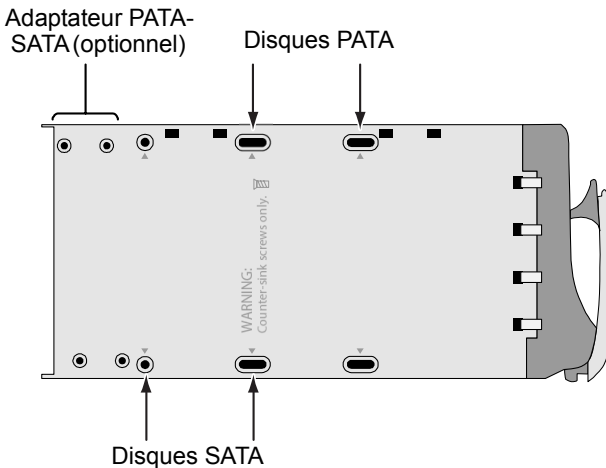 Adaptateur PATA-
SATA (optionnel)
Disques PATA
WARNING:
Counter-sink screws only.
Disques SATA